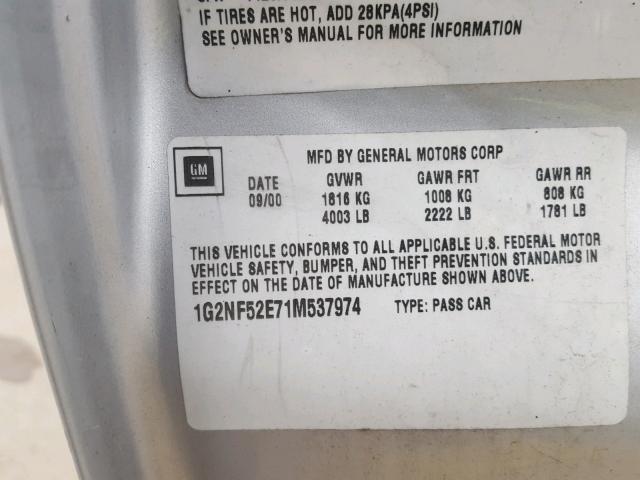 IF TIRES ARE HOT, ADD 28KPA(4PSI)
SEE OWNER'S MANUAL FOR MORE INFORMATION
GM
MFD BY GENERAL MOTORS CORP
DATE GVWR GAWR FRT GAWR RR
09/00 1816 KG 1008 KG 808 KG
4003 LB 2222 LB 1781 LB
THIS VEHICLE CONFORMS TO ALL APPLICABLE U.S. FEDERAL MOTOR
VEHICLE SAFETY, BUMPER, AND THEFT PREVENTION STANDARDS IN
EFFECT ON THE DATE OF MANUFACTURE SHOWN ABOVE.
1G2NF52E71M537974 TYPE: PASS CAR